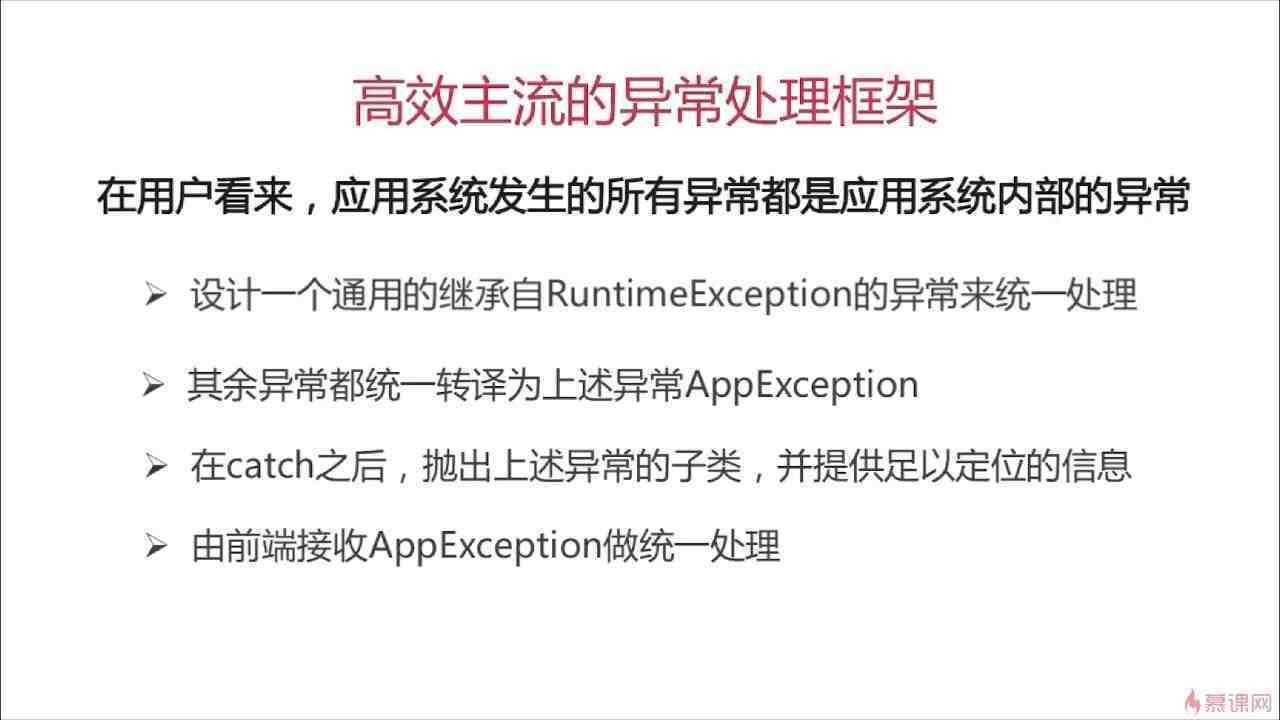 高效主流的异常处理框架
在用户看来，应用系统发生的所有异常都是应用系统内部的异常
➢ 设计一个通用的继承自RuntimeException的异常来统一处理
➢ 其余异常都统一转译为上述异常AppException
➢ 在catch之后，抛出上述异常的子类，并提供足以定位的信息
➢ 由前端接收AppException做统一处理
慕课网